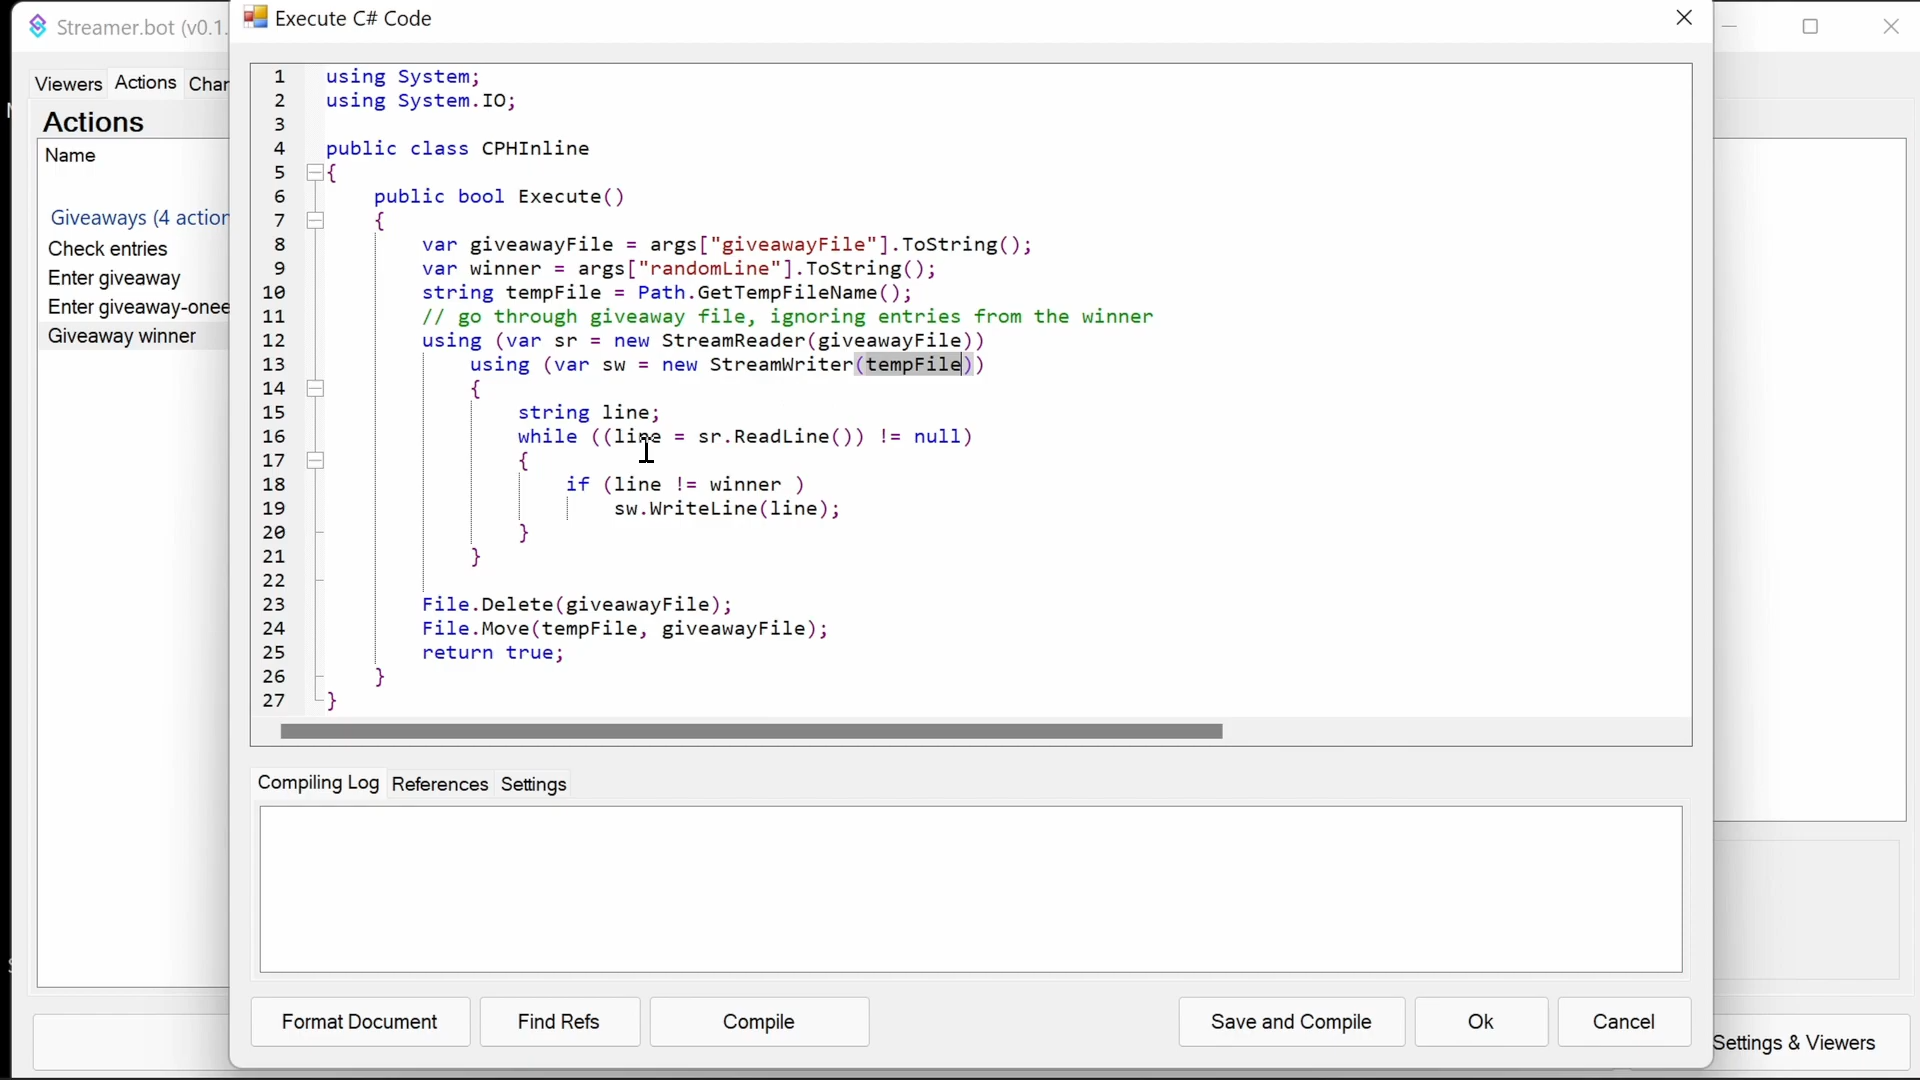 Streamer.bot (v0.1.
Execute C# Code
Viewers Actions Char
Actions
Name
Giveaways (4 action
Check entries
Enter giveaway
Enter giveaway-onee
Giveaway winner
1 using System;
2 using System.IO;
3
4 public class CPHInline
5 {
6 public bool Execute()
7 {
8 var giveawayFile = args["giveawayFile"].ToString();
9 var winner = args["randomLine"].ToString();
10 string tempFile = Path.GetTempFileName();
11 // go through giveaway file, ignoring entries from the winner
12 using (var sr = new StreamReader(giveawayFile))
13 using (var sw = new StreamWriter(tempFile))
14 {
15 string line;
16 while ((line = sr.ReadLine()) != null)
17 {
18 if (line != winner )
19 sw.WriteLine(line);
20 }
21 }
22
23 File.Delete(giveawayFile);
24 File.Move(tempFile, giveawayFile);
25 return true;
26 }
27 }
Compiling Log References Settings
Format Document Find Refs Compile Save and Compile Ok Cancel
Settings & Viewers